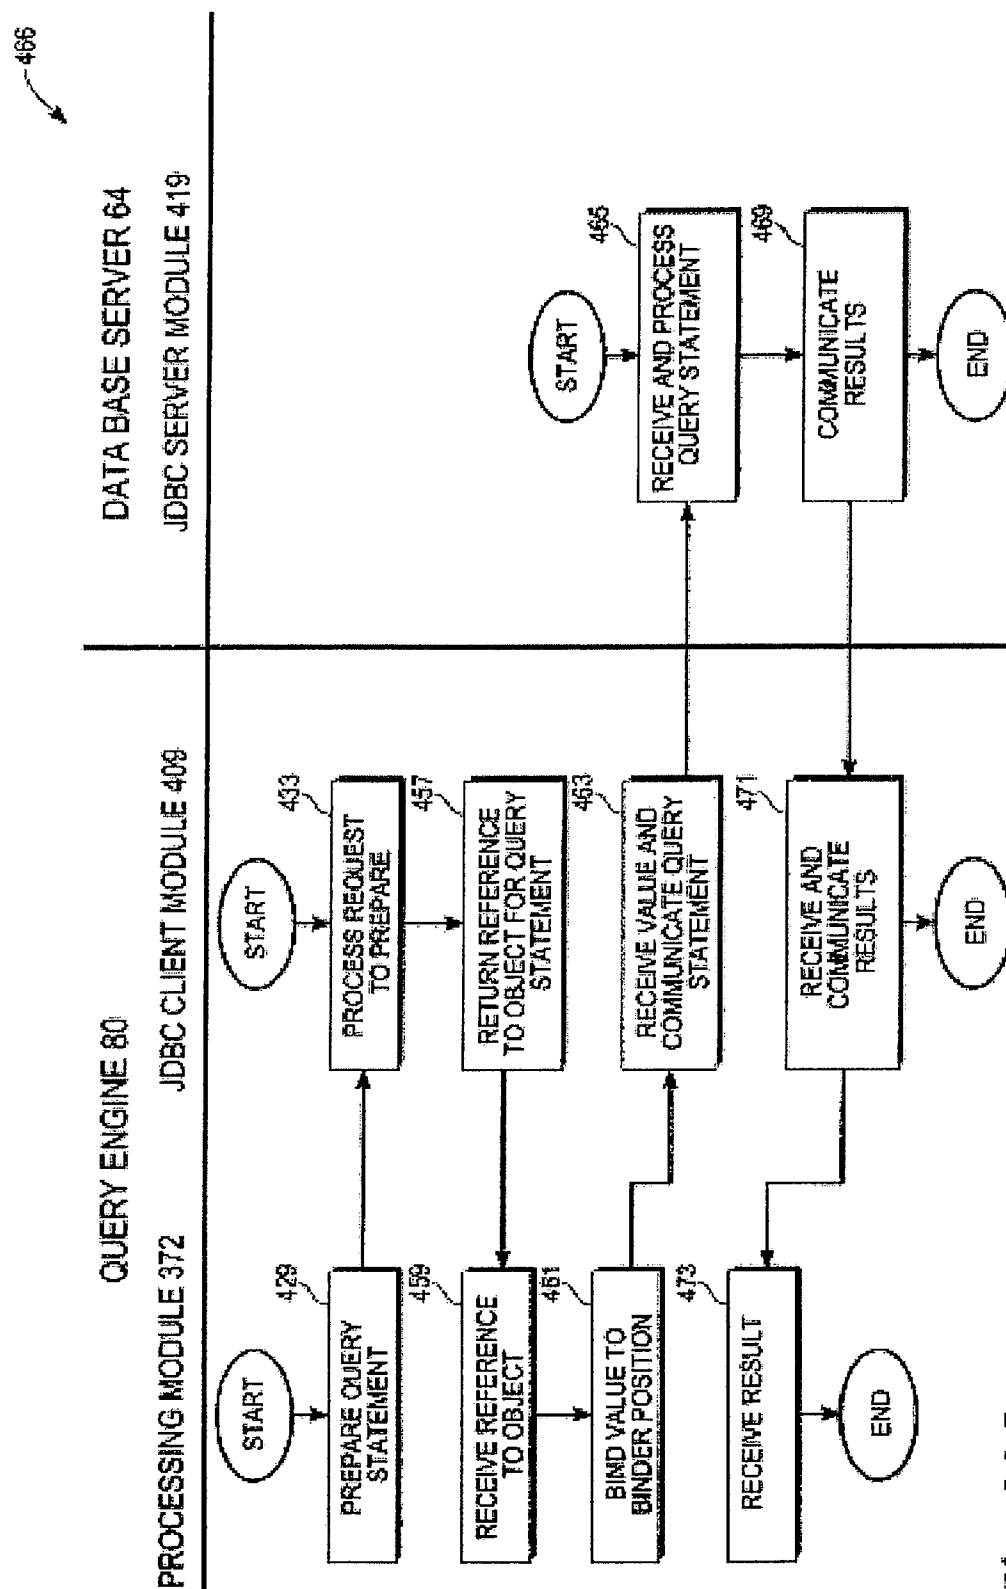 466
QUERY ENGINE 80
DATA BASE SERVER 64
PROCESSING MODULE 372
JDBC CLIENT MODULE 409
JDBC SERVER MODULE 419
START
429
PREPARE QUERY
STATEMENT
459
RECEIVE REFERENCE
TO OBJECT
461
BIND VALUE TO
BINDER POSITION
473
RECEIVE RESULT
END
START
433
PROCESS REQUEST
TO PREPARE
457
RETURN REFERENCE
TO OBJECT FOR QUERY
STATEMENT
463
RECEIVE VALUE AND
COMMUNICATE QUERY
STATEMENT
471
RECEIVE AND
COMMUNICATE
RESULTS
END
START
465
RECEIVE AND PROCESS
QUERY STATEMENT
469
COMMUNICATE
RESULTS
END